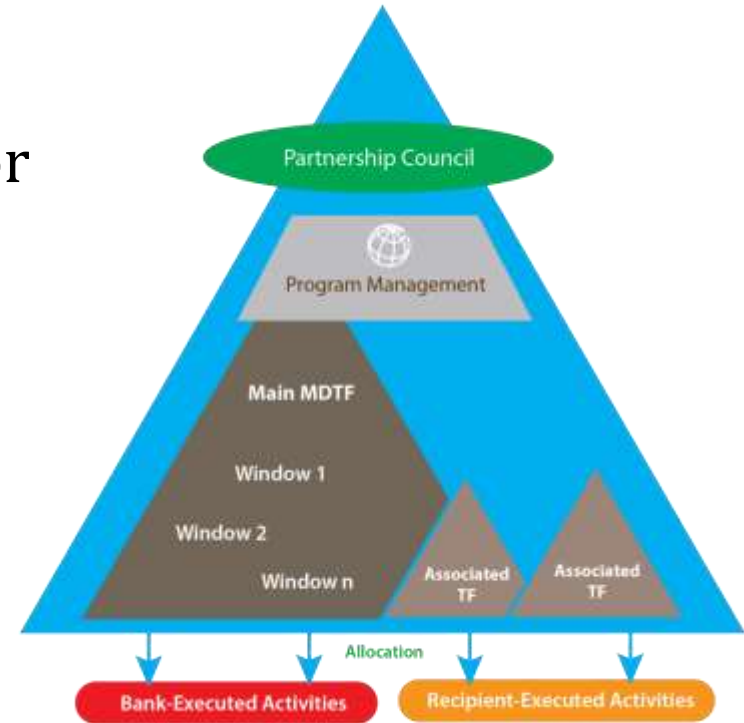 r
Partnership Council
Program Management
Main MDTF
Window 1
Window 2
Window n
Associated
TF
Associated
TF
Allocation
Bank-Executed Activities
Recipient-Executed Activities